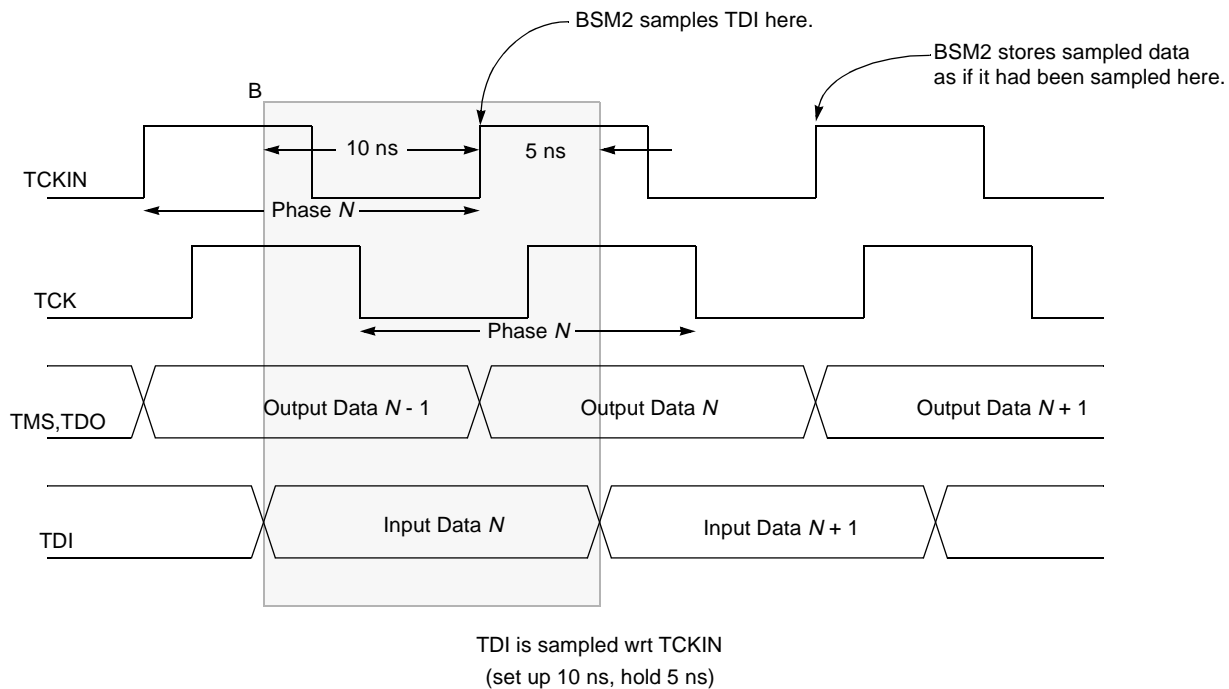 BSM2 samples TDI here.
BSM2 stores sampled data
as if it had been sampled here.
B
10 ns
5 ns
TCKIN
Phase N
TCK
Phase N
Output Data N - 1
Output Data N
Output Data N + 1
TMS,TDO
Input Data N
Input Data N + 1
TDI
TDI is sampled wrt TCKIN
(set up 10 ns, hold 5 ns)